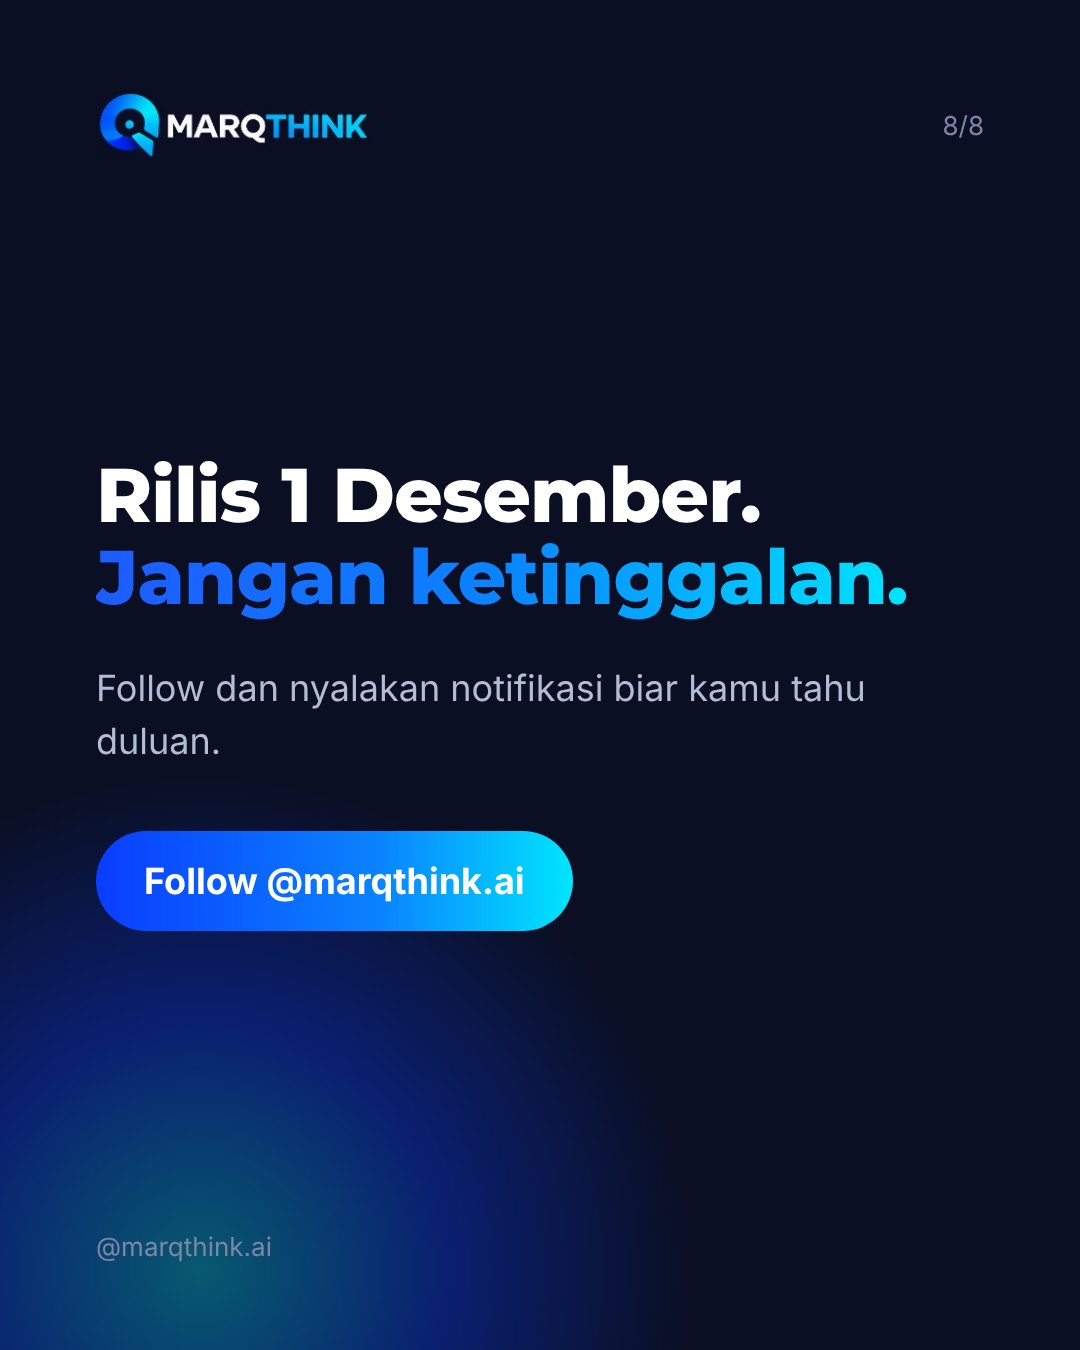 MARQTHINK
8/8
Rilis 1 Desember.
Jangan ketinggalan.
Follow dan nyalakan notifikasi biar kamu tahu
duluan.
Follow @marqthink.ai
@marqthink.ai